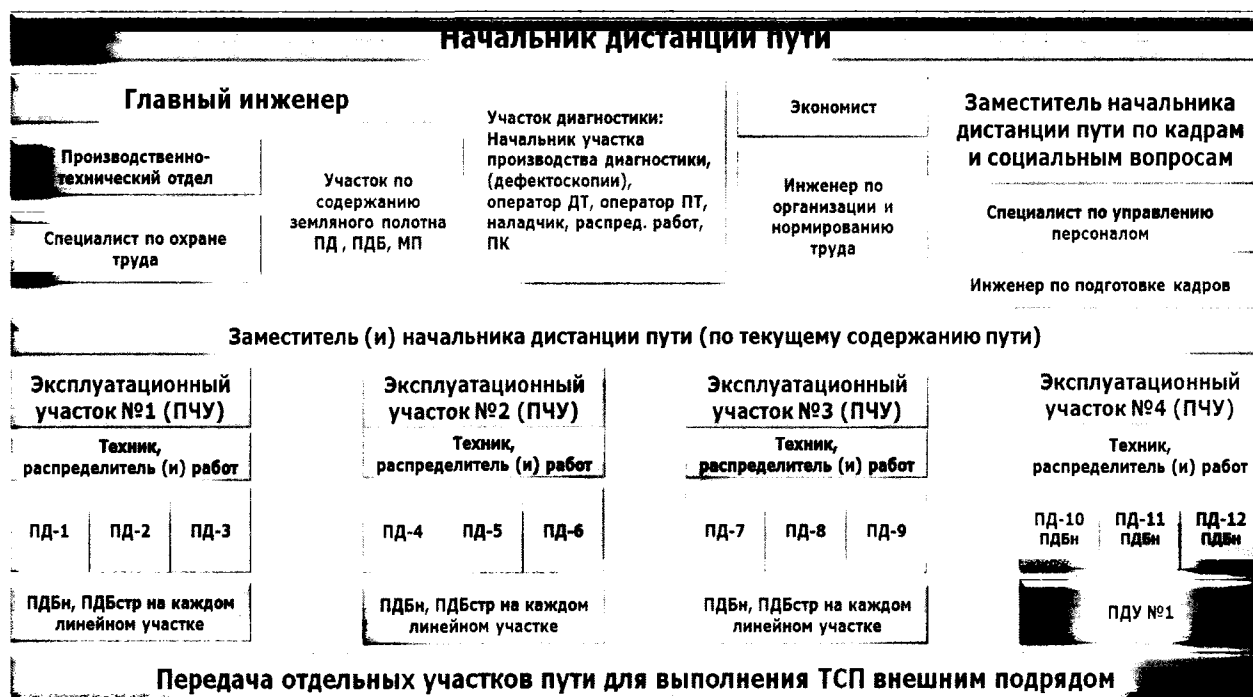 Начальник дистанции пути
Главный инженер
Производственно-
технический отдел
Специалист по охране
труда
Участок по
содержанию
земляного полотна
ПД , ПДБ, МП
Участок диагностики:
Начальник участка
производства диагностики,
(дефектоскопии),
оператор ДТ, оператор ПТ,
наладчик, распред. работ,
ПК
Экономист
Инженер по
организации и
нормированию
труда
Заместитель начальника
дистанции пути по кадрам
и социальным вопросам
Специалист по управлению
персоналом
Инженер по подготовке кадров
Заместитель (и) начальника дистанции пути (по текущему содержанию пути)
Эксплуатационный
участок №1 (ПЧУ)
Техник,
распределитель (и) работ
ПД-1 ПД-2 ПД-3
ПДБн, ПДБстр на каждом
линейном участке
Эксплуатационный
участок №2 (ПЧУ)
Техник,
распределитель (и) работ
ПД-4 ПД-5 ПД-6
ПДБн, ПДБстр на каждом
линейном участке
Эксплуатационный
участок №3 (ПЧУ)
Техник,
распределитель (и) работ
ПД-7 ПД-8 ПД-9
ПДБн, ПДБстр на каждом
линейном участке
Эксплуатационный
участок №4 (ПЧУ)
Техник,
распределитель (и) работ
ПД-10 ПД-11 ПД-12
ПДБн ПДБн ПДБн
ПДУ №1
Передача отдельных участков пути для выполнения ТСП внешним подрядом